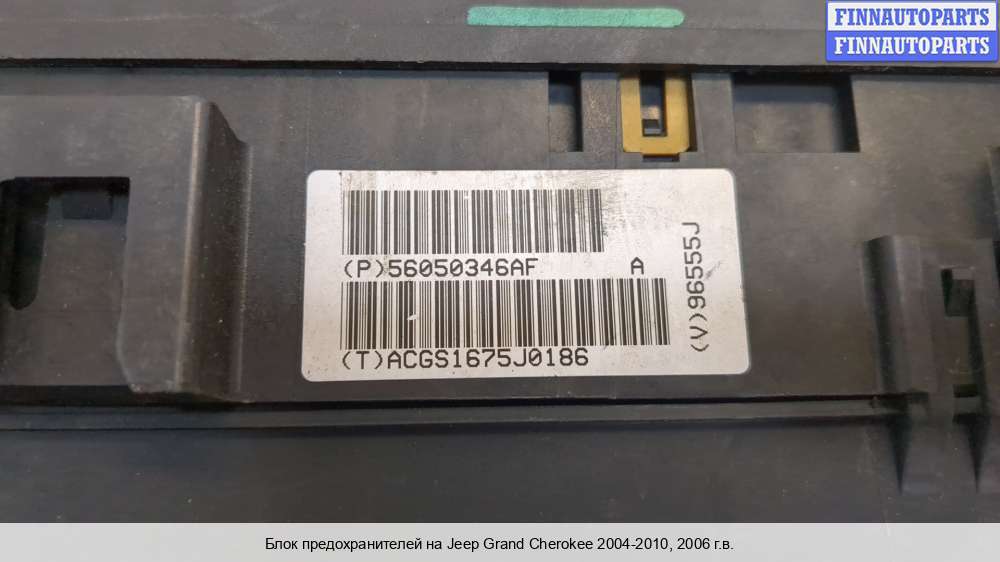 FINNAUTOPARTS
FINNAUTOPARTS
(P)56050346AF A
(T)ACGS1675J0186
(V)96555J
Блок предохранителей на Jeep Grand Cherokee 2004-2010, 2006 г.в.